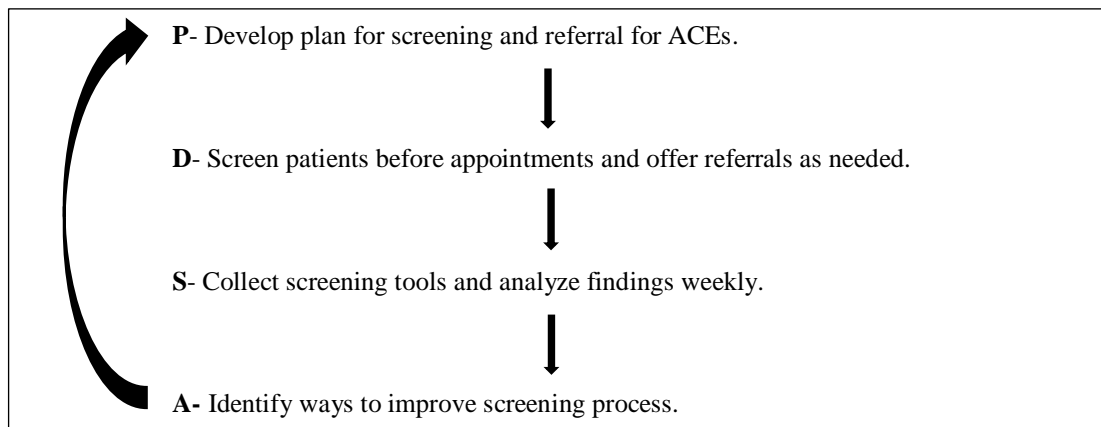 P- Develop plan for screening and referral for ACEs.
D- Screen patients before appointments and offer referrals as needed.
S- Collect screening tools and analyze findings weekly.
A- Identify ways to improve screening process.